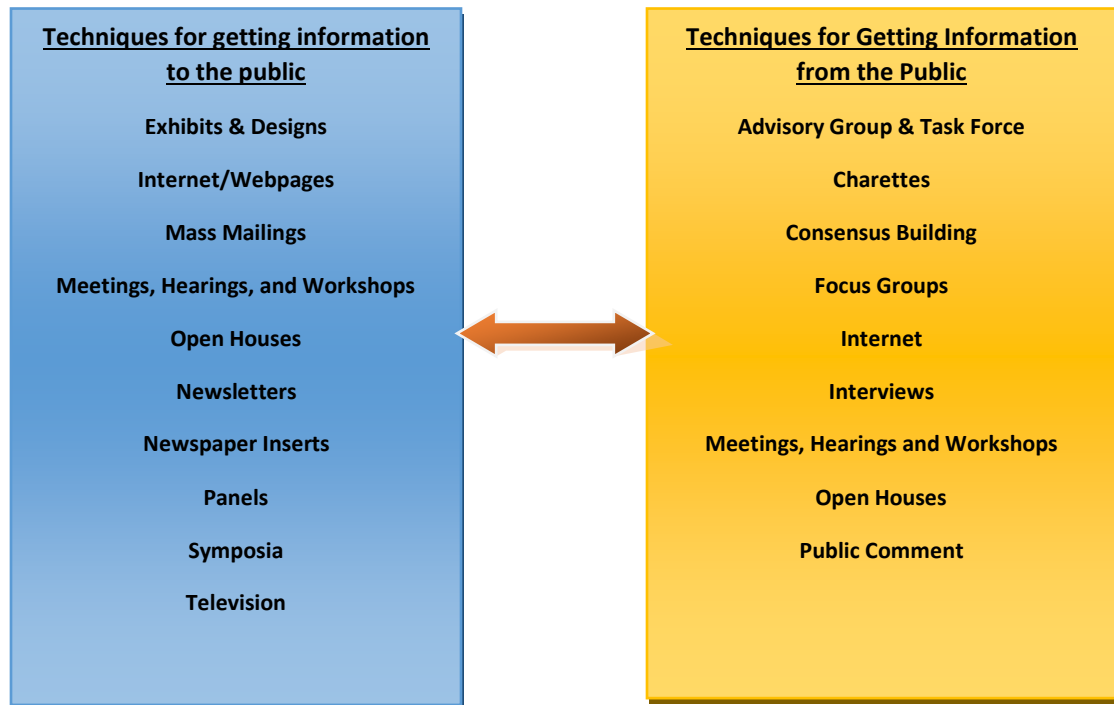 Techniques for getting information
to the public
Exhibits & Designs
Internet/Webpages
Mass Mailings
Meetings, Hearings, and Workshops
Open Houses
Newsletters
Newspaper Inserts
Panels
Symposia
Television
Techniques for Getting Information
from the Public
Advisory Group & Task Force
Charettes
Consensus Building
Focus Groups
Internet
Interviews
Meetings, Hearings and Workshops
Open Houses
Public Comment